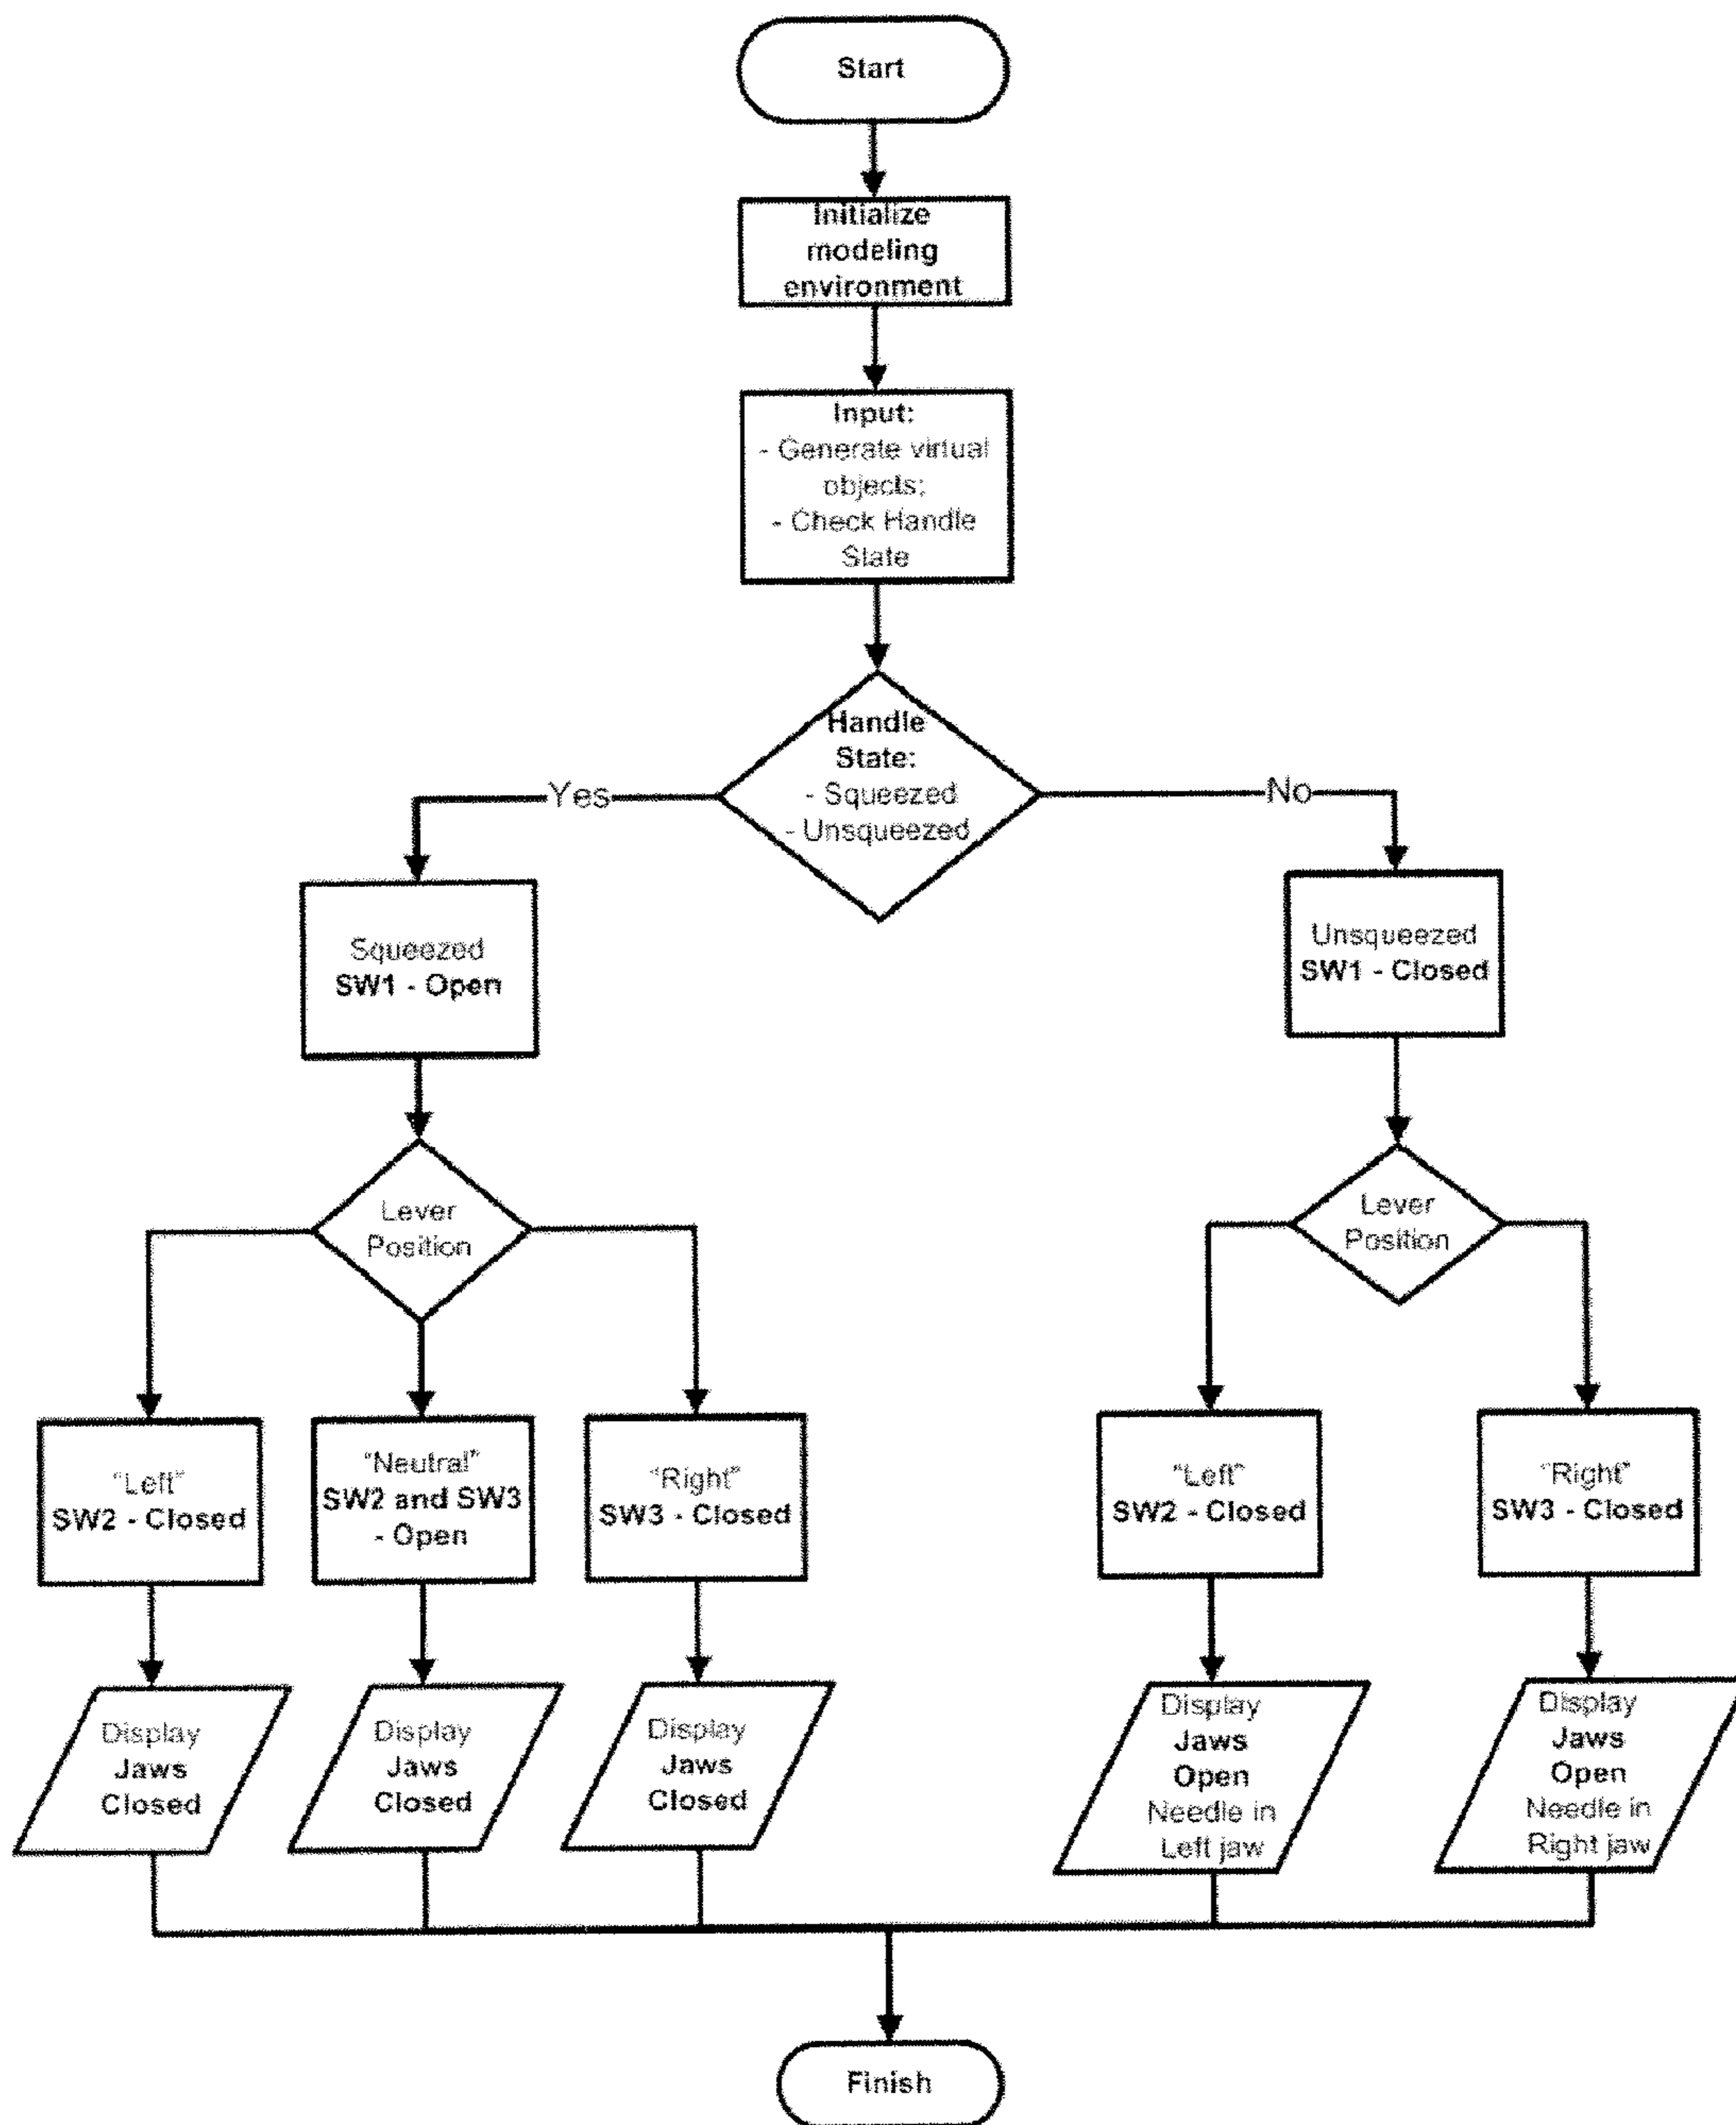 Start
Initialize
modeling
environment
Input:
- Generate virtual
objects;
- Check Handle
State
Handle
State:
- Squeezed
- Unsqueezed
Yes
No
Squeezed
SW1 - Open
Unsqueezed
SW1 - Closed
Lever
Position
Lever
Position
"Left"
SW2 - Closed
"Neutral"
SW2 and SW3
- Open
"Right"
SW3 - Closed
"Left"
SW2 - Closed
"Right"
SW3 - Closed
Display
Jaws
Closed
Display
Jaws
Closed
Display
Jaws
Closed
Display
Jaws
Open
Needle in
Left jaw
Display
Jaws
Open
Needle in
Right jaw
Finish